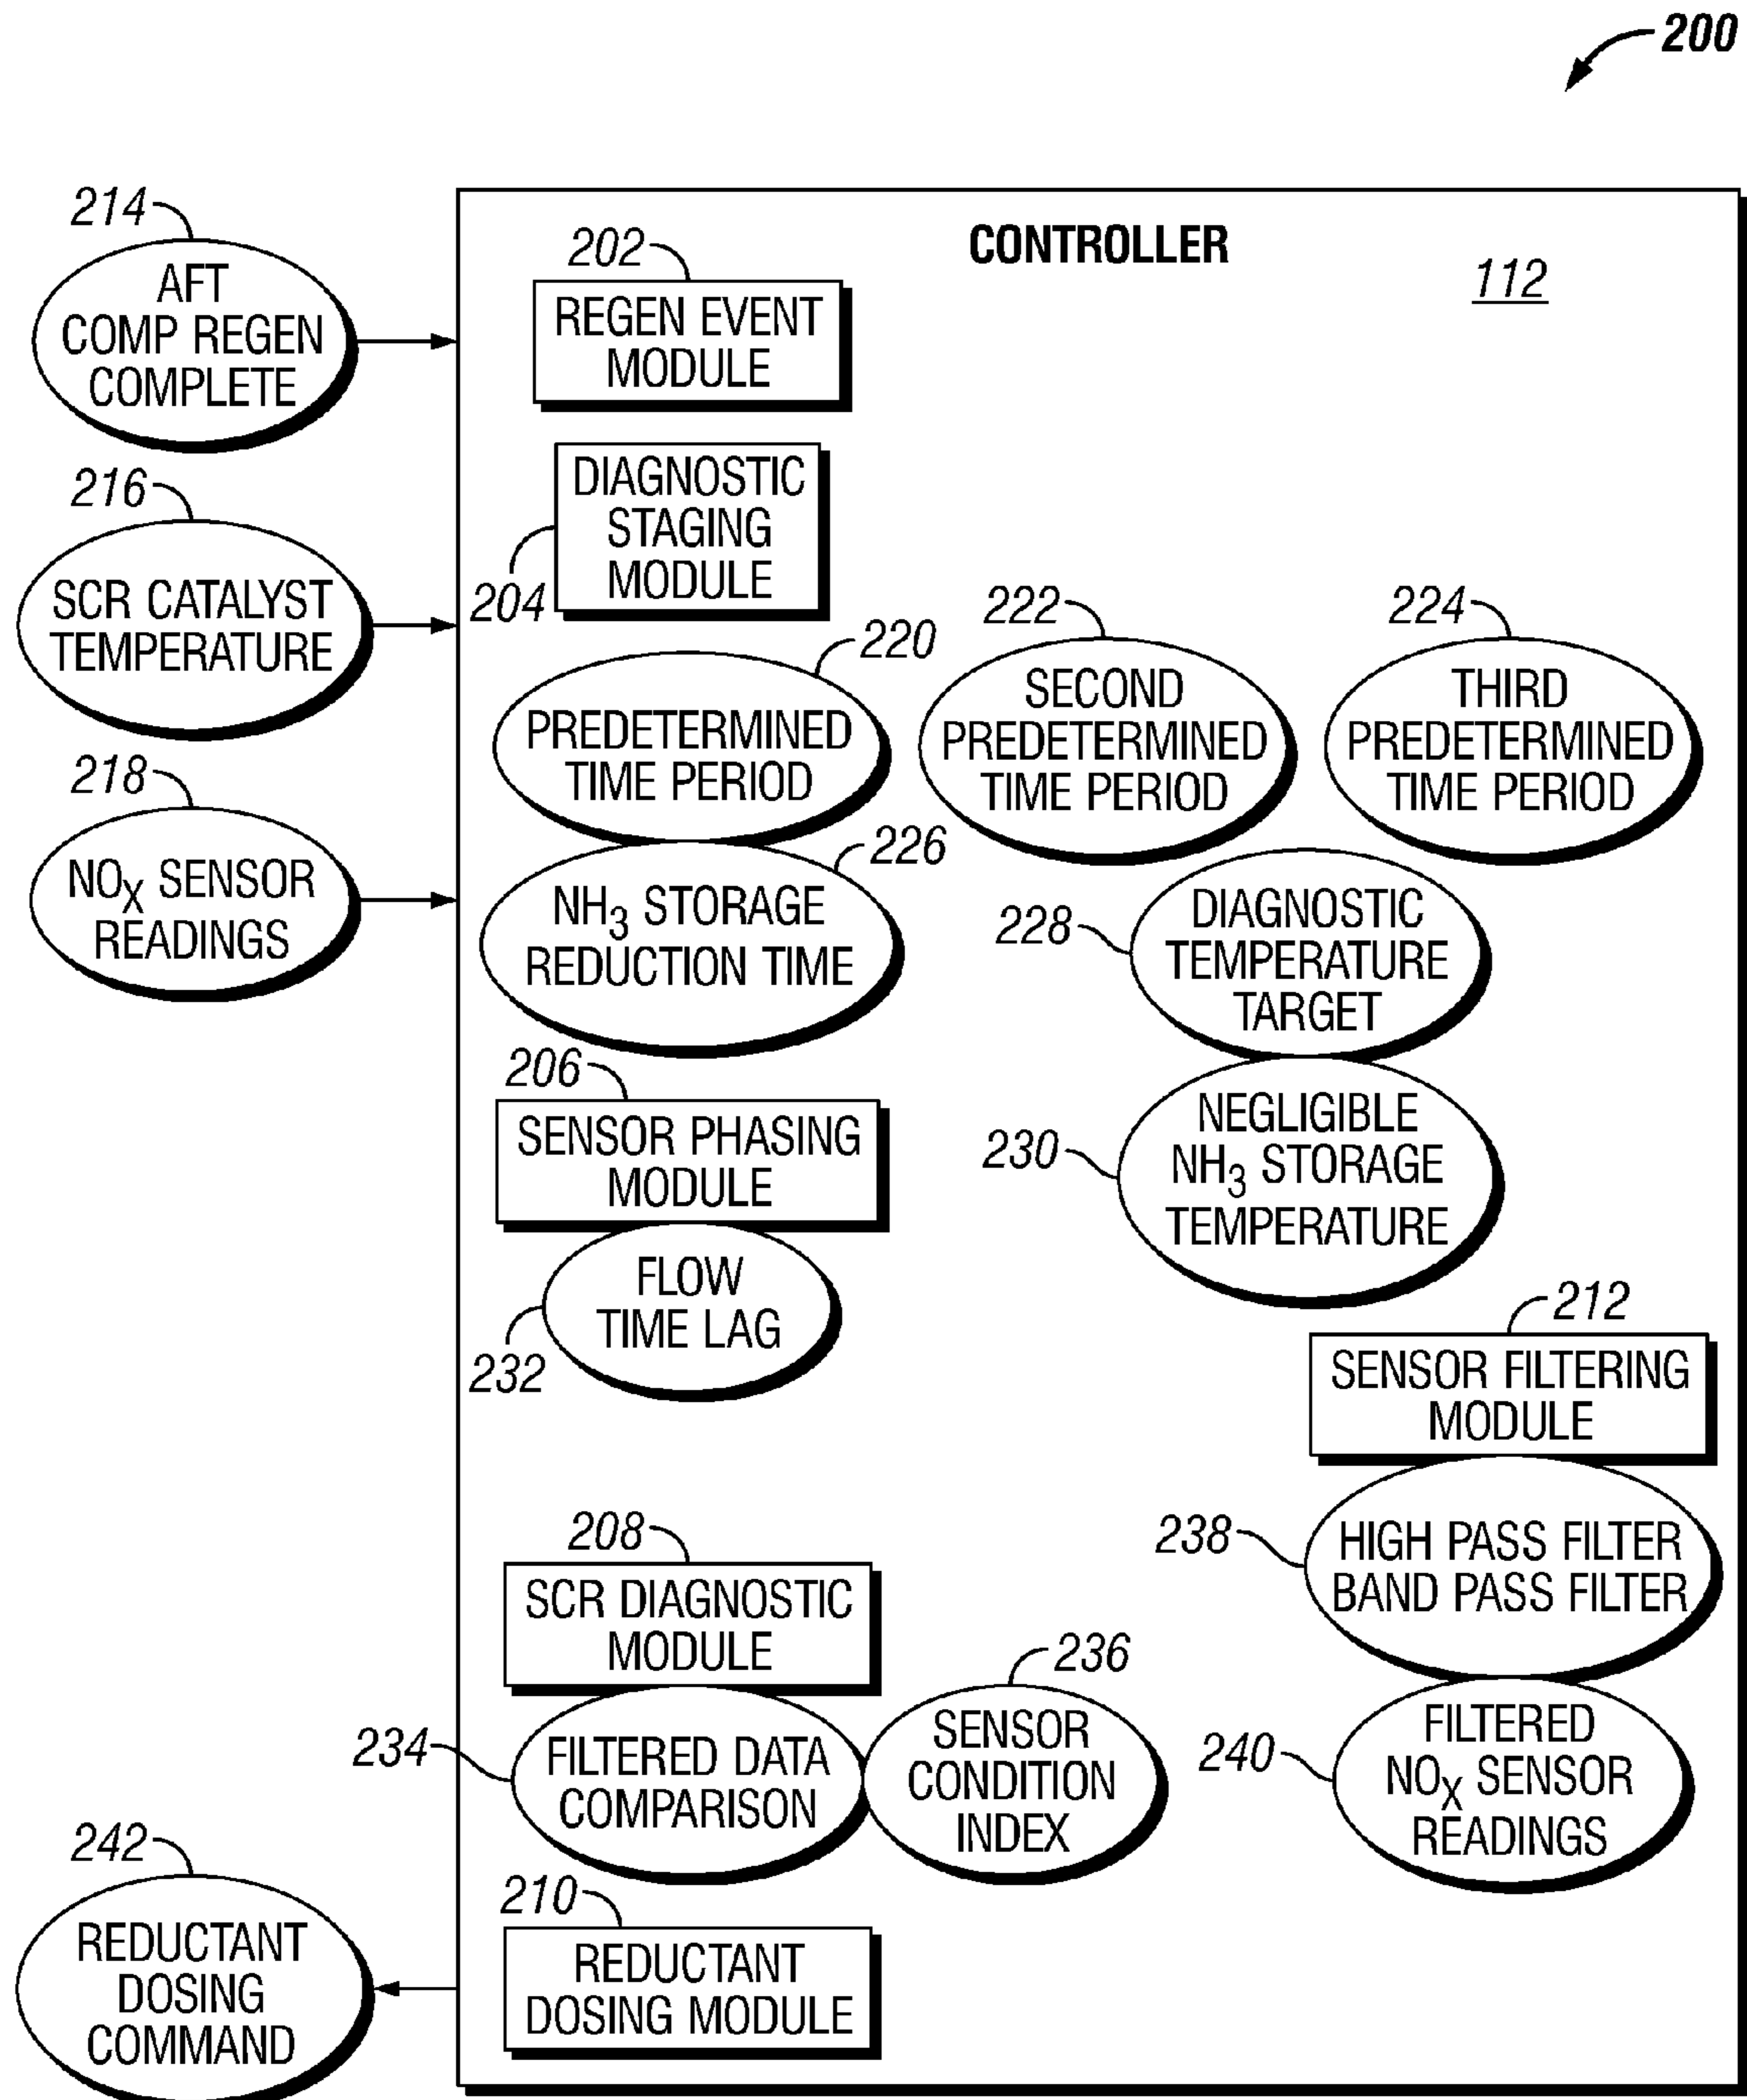 200
214
AFT
COMP REGEN
COMPLETE
216
SCR CATALYST
TEMPERATURE
218
NOX SENSOR
READINGS
CONTROLLER
112
202
REGEN EVENT
MODULE
DIAGNOSTIC
STAGING
MODULE
204
220
PREDETERMINED
TIME PERIOD
222
SECOND
PREDETERMINED
TIME PERIOD
224
THIRD
PREDETERMINED
TIME PERIOD
226
NH3 STORAGE
REDUCTION TIME
228
DIAGNOSTIC
TEMPERATURE
TARGET
206
SENSOR PHASING
MODULE
230
NEGLIGIBLE
NH3 STORAGE
TEMPERATURE
FLOW
TIME LAG
232
212
SENSOR FILTERING
MODULE
238
HIGH PASS FILTER
BAND PASS FILTER
208
SCR DIAGNOSTIC
MODULE
234
FILTERED DATA
COMPARISON
236
SENSOR
CONDITION
INDEX
240
FILTERED
NOX SENSOR
READINGS
242
REDUCTANT
DOSING
COMMAND
210
REDUCTANT
DOSING MODULE